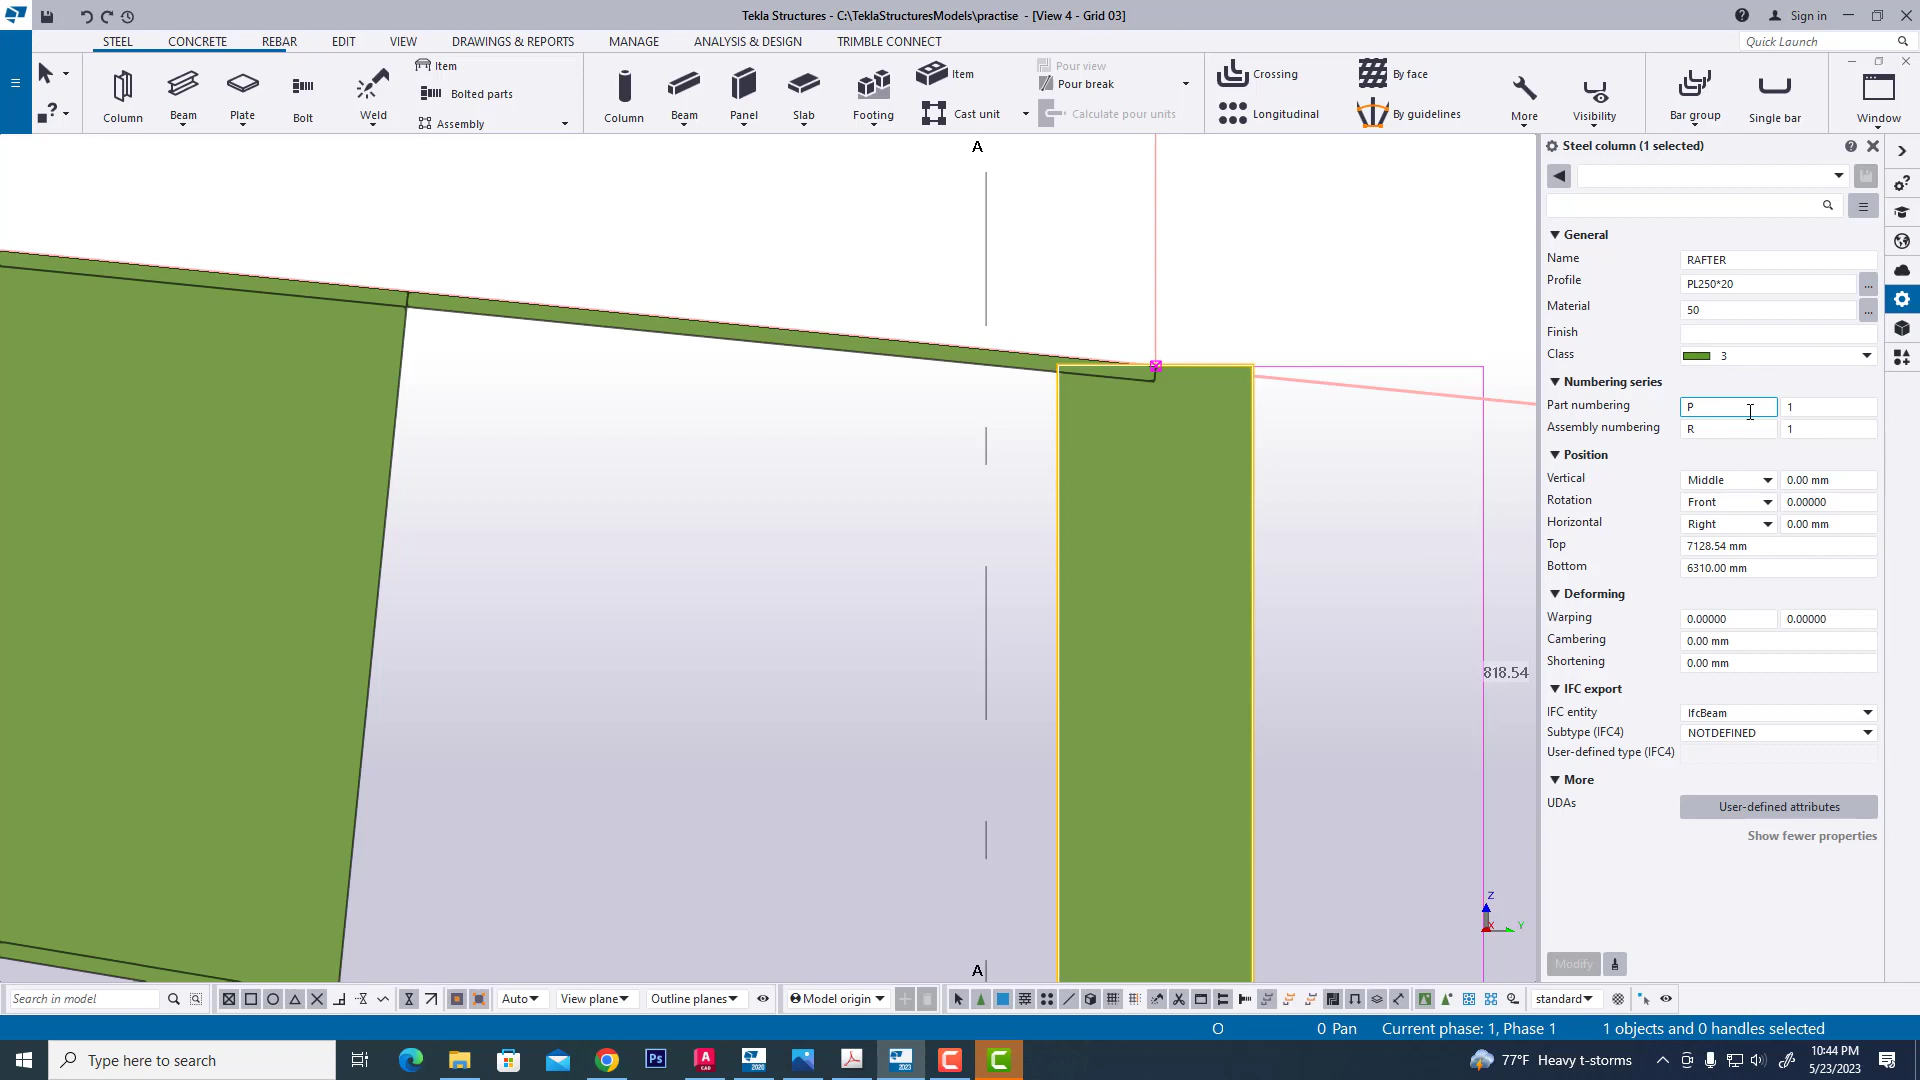 Tekla Structures - C:\TeklaStructuresModels\practise - [View 4 - Grid 03]
Sign in
STEEL CONCRETE REBAR EDIT VIEW DRAWINGS & REPORTS MANAGE ANALYSIS & DESIGN TRIMBLE CONNECT
Quick Launch
Column
Beam
Plate
Bolt
Weld
Item
Bolted parts
Assembly
Column
Beam
Panel
Slab
Footing
Item
Cast unit
Pour view
Pour break
Calculate pour units
Crossing
Longitudinal
By face
By guidelines
More
Visibility
Bar group
Single bar
Window
A
A
818.54
Z
X
Y
Steel column (1 selected)
General
Name RAFTER
Profile PL250*20 ...
Material 50 ...
Finish
Class 3
Numbering series
Part numbering P 1
Assembly numbering R 1
Position
Vertical Middle 0.00 mm
Rotation Front 0.00000
Horizontal Right 0.00 mm
Top 7128.54 mm
Bottom 6310.00 mm
Deforming
Warping 0.00000 0.00000
Cambering 0.00 mm
Shortening 0.00 mm
IFC export
IFC entity IfcBeam
Subtype (IFC4) NOTDEFINED
User-defined type (IFC4)
More
UDAs User-defined attributes
Show fewer properties
Modify
Search in model
Auto
View plane
Outline planes
Model origin
standard
O 0 Pan Current phase: 1, Phase 1 1 objects and 0 handles selected
Type here to search
Ps
A
CAD
2020
2023
77°F Heavy t-storms
10:44 PM
5/23/2023